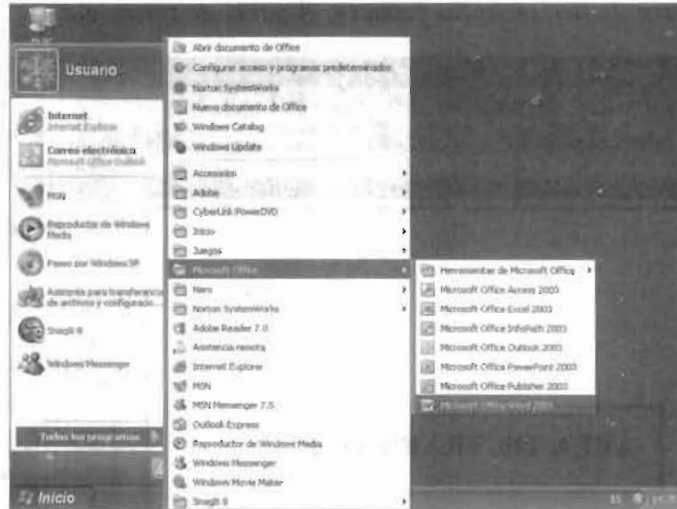 Usuario
Internet
Internet Explorer
Correo electrónico
Microsoft Office Outlook
MSN
Reproductor de Windows
Media
Paseo por Windows XP
Asistente para transferencia
de archivos y configuracio...
SnagIt 8
Windows Messenger
Todos los programas
Inicio
Abrir documento de Office
Configurar acceso y programas predeterminados
Norton SystemWorks
Nuevo documento de Office
Windows Catalog
Windows Update
Accesorios
Adobe
CyberLink PowerDVD
Inicio
Juegos
Microsoft Office
Nero
Norton SystemWorks
Adobe Reader 7.0
Asistencia remota
Internet Explorer
MSN
MSN Messenger 7.5
Outlook Express
Reproductor de Windows Media
Windows Messenger
Windows Movie Maker
SnagIt 8
Herramientas de Microsoft Office
Microsoft Office Access 2003
Microsoft Office Excel 2003
Microsoft Office InfoPath 2003
Microsoft Office Outlook 2003
Microsoft Office PowerPoint 2003
Microsoft Office Publisher 2003
Microsoft Office Word 2003
ES